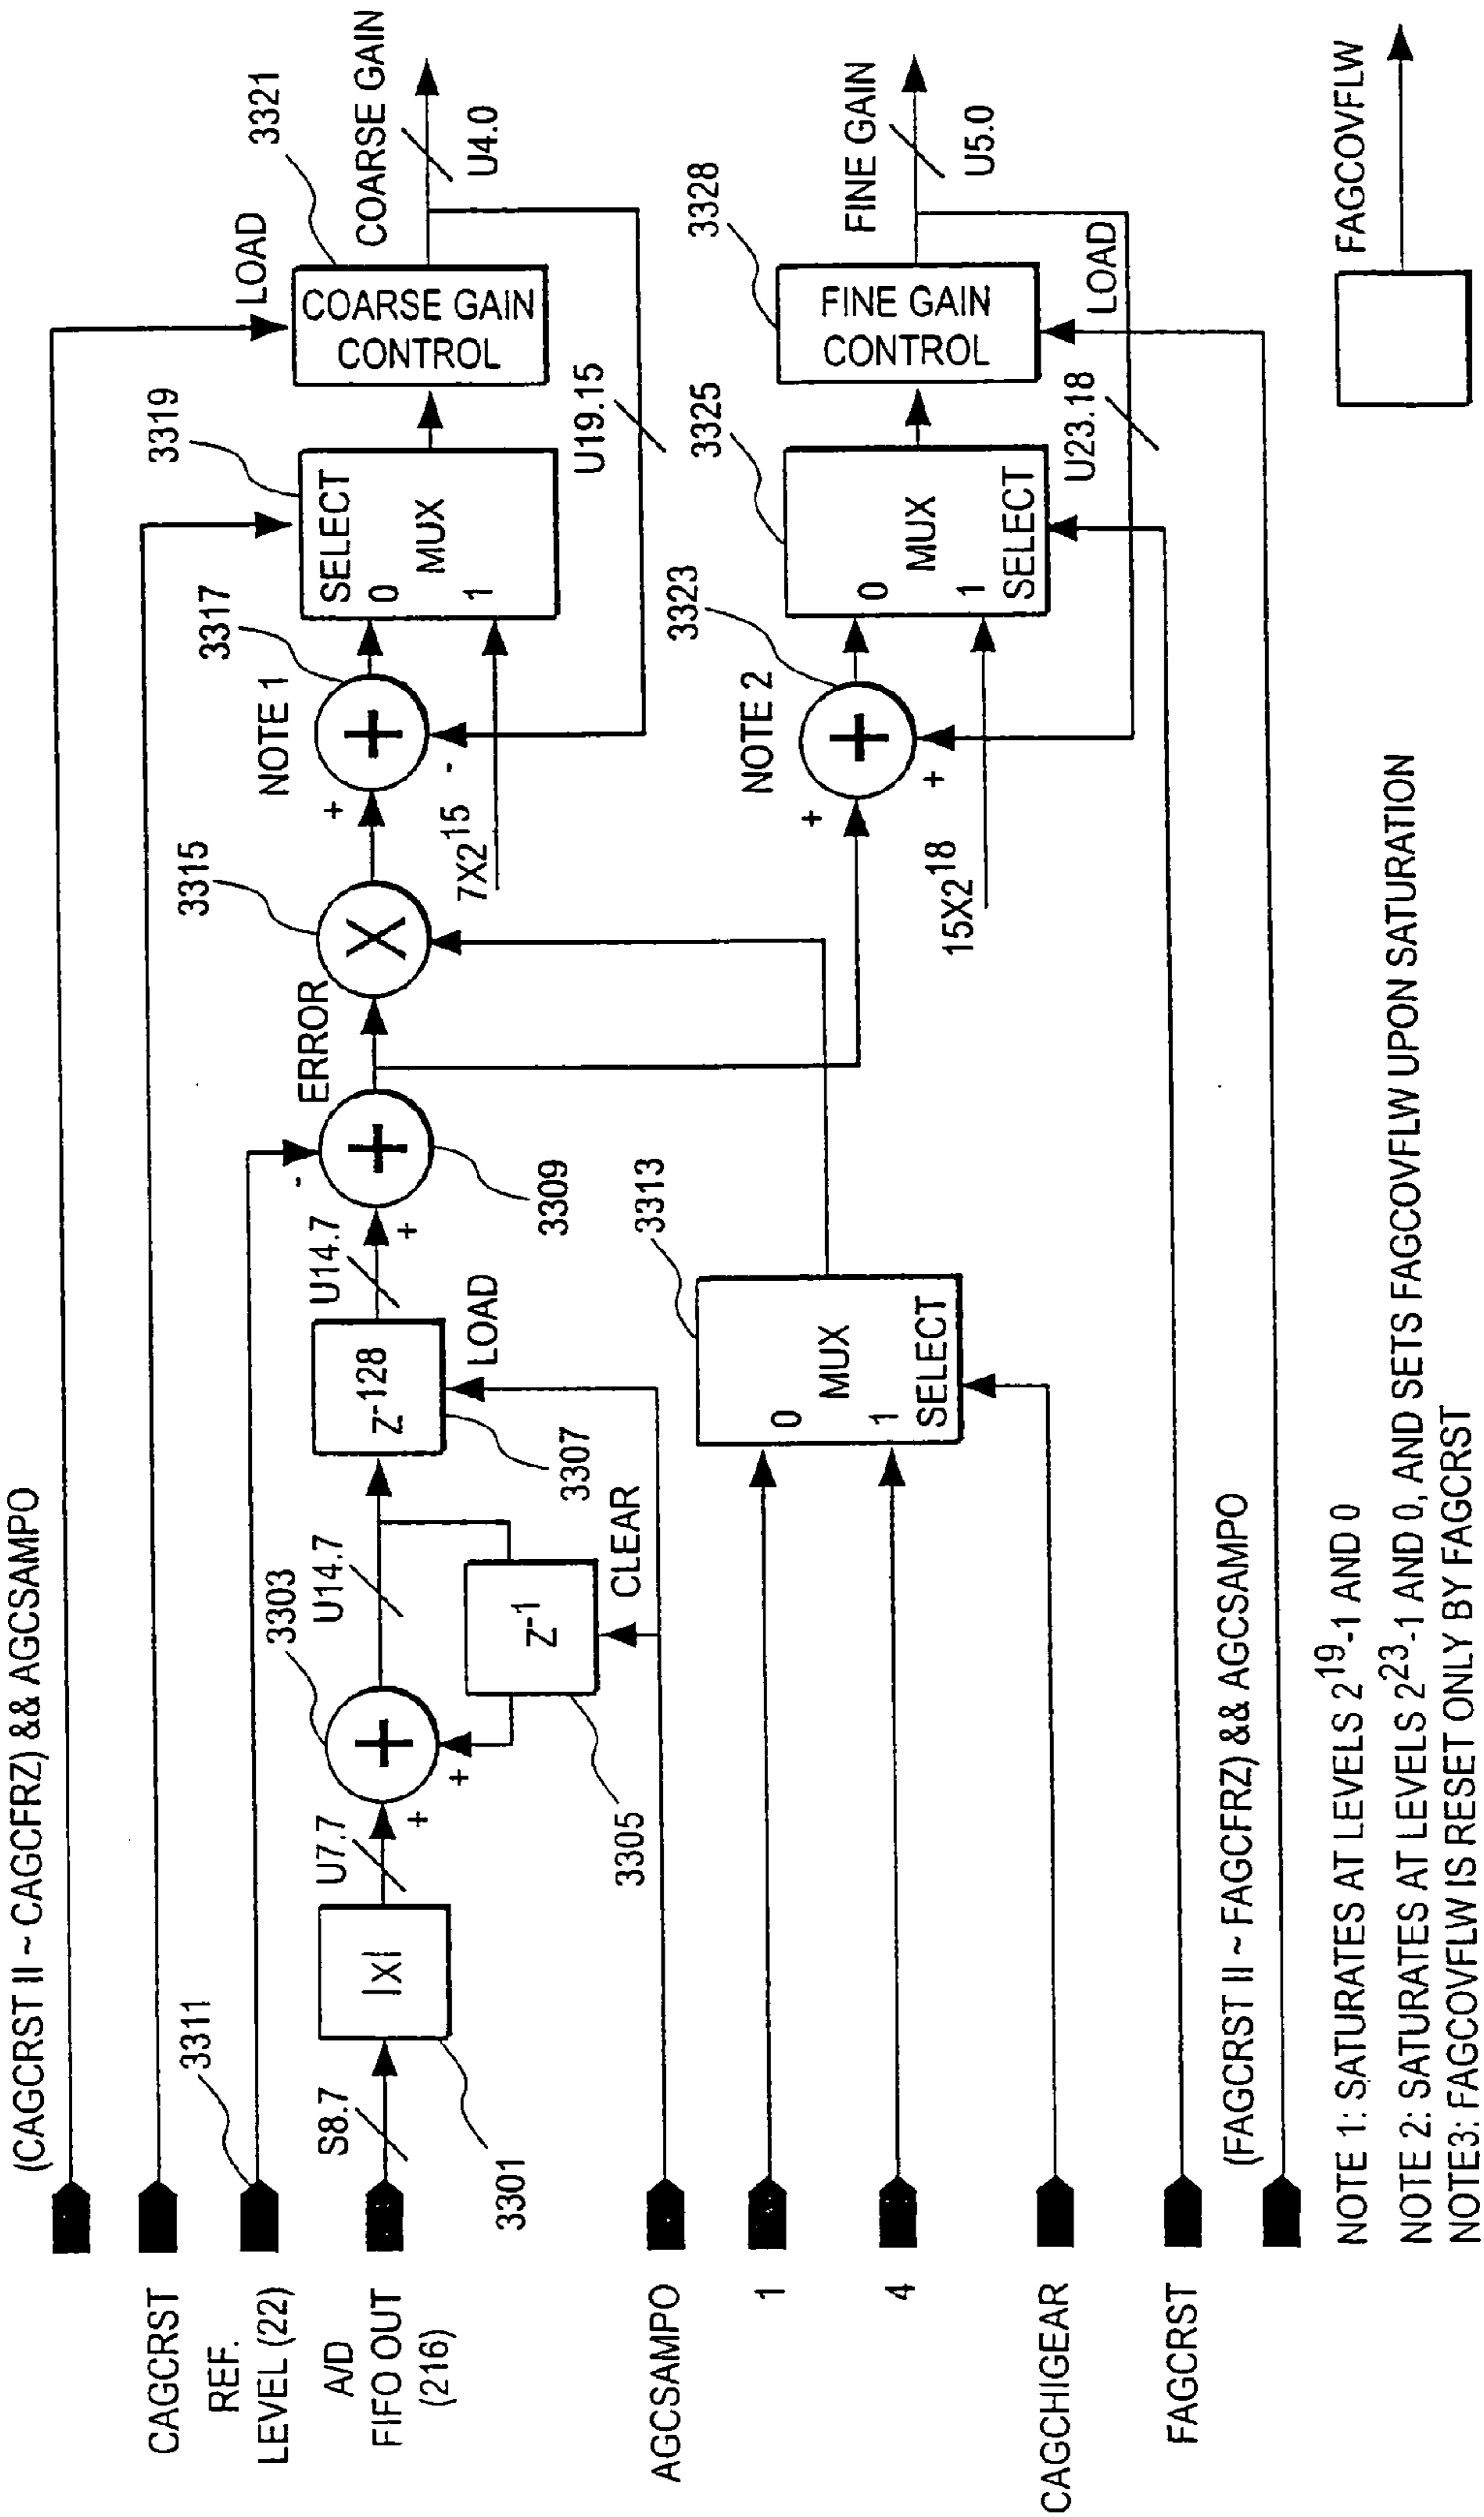 (CAGCRST II ~ CAGCFRZ) && AGCSAMPO
CAGCRST
REF.
LEVEL (22)
3311
A/D
FIFO OUT
(216)
S8.7
|X|
3301
U7.7
+
+
+
3303
U14.7
Z-1
3305
CLEAR
Z-128
3307
LOAD
U14.7
+
-
+
3309
ERROR
X
3315
+
-
+
NOTE 1
3317
7X2^15
SELECT
0
MUX
1
3319
LOAD
COARSE GAIN
CONTROL
3321
COARSE GAIN
U4.0
U19.15
AGCSAMPO
1
4
CAGCHIGEAR
0
MUX
1
SELECT
3313
+
+
+
NOTE 2
3323
15X2^18
0
MUX
1
SELECT
3325
FINE GAIN
CONTROL
3328
LOAD
FINE GAIN
U5.0
U23.18
FAGCRST
(FAGCRST II ~ FAGCFRZ) && AGCSAMPO
FAGCOVFLW
NOTE 1: SATURATES AT LEVELS 2^19-1 AND 0
NOTE 2: SATURATES AT LEVELS 2^23-1 AND 0, AND SETS FAGCOVFLW UPON SATURATION
NOTE3: FAGCOVFLW IS RESET ONLY BY FAGCRST